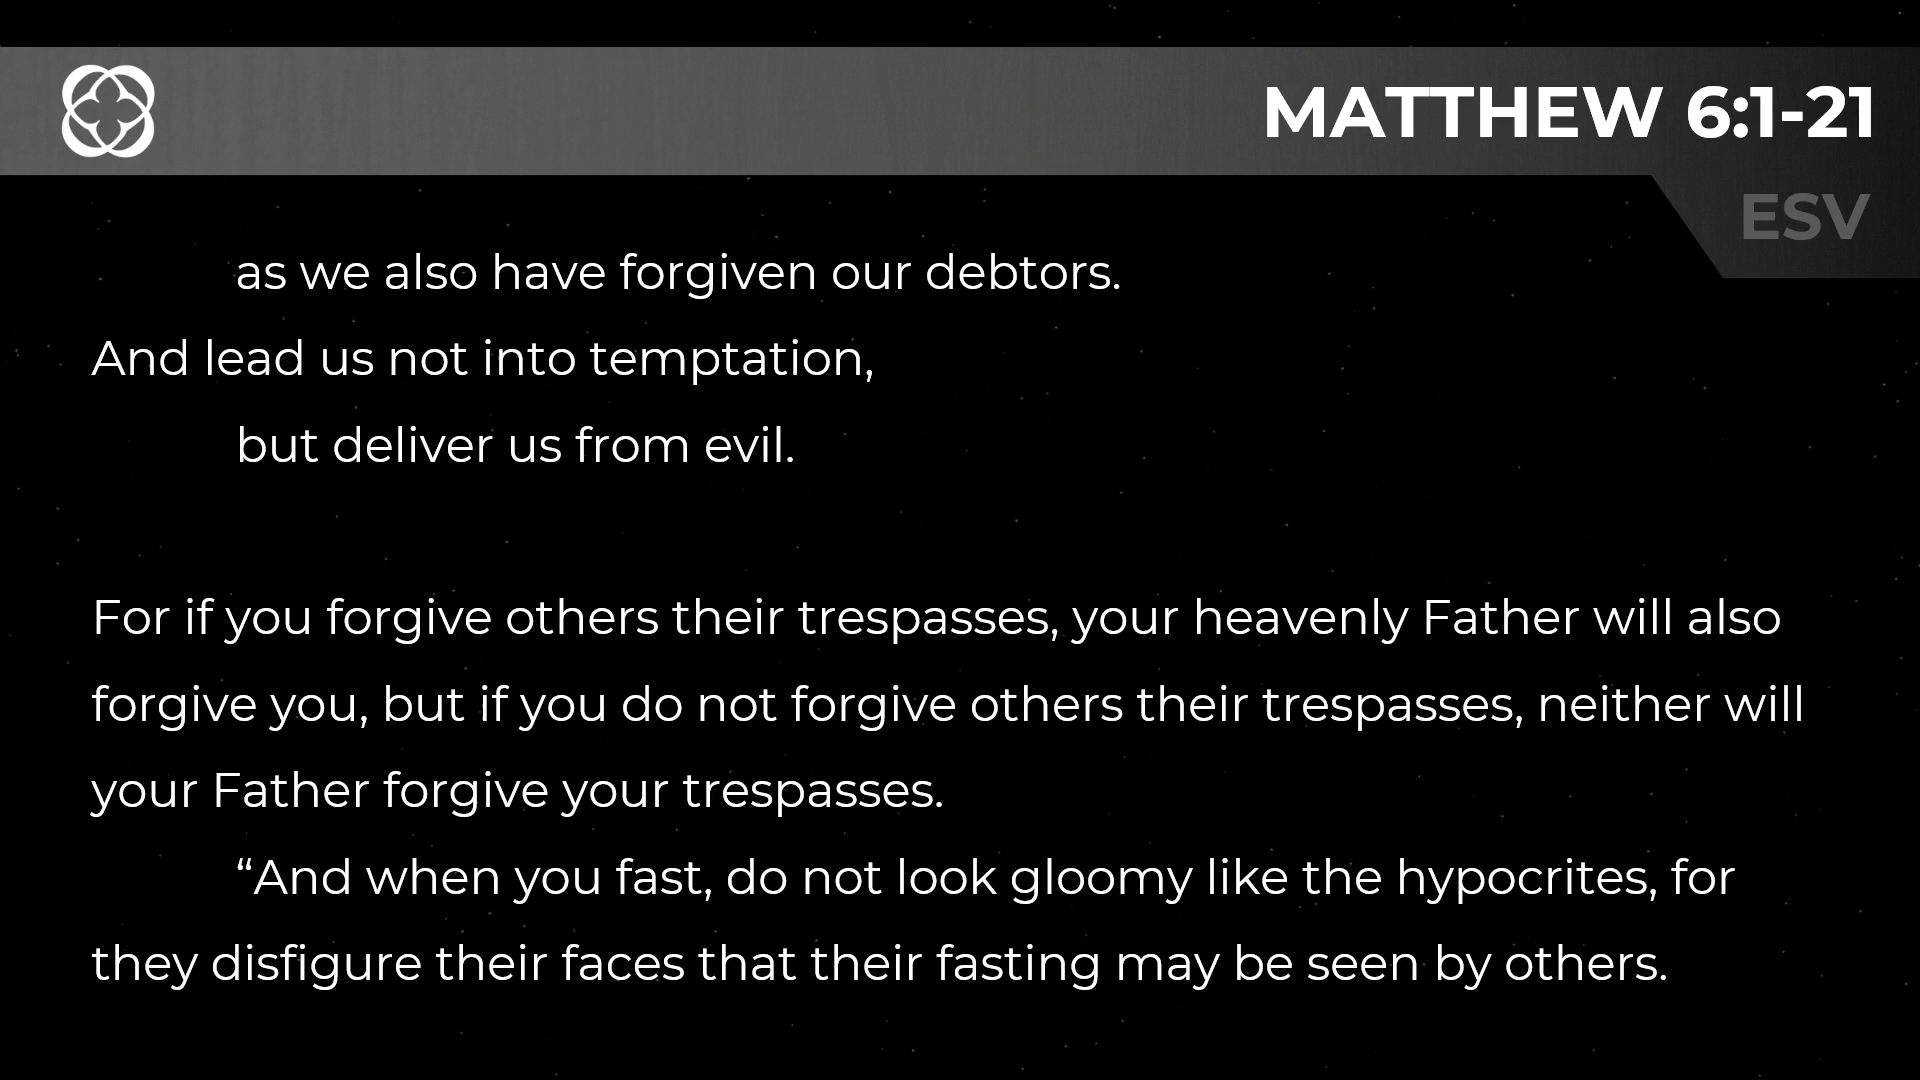 MATTHEW 6:1-21
ESV
as we also have forgiven our debtors.
And lead us not into temptation,
but deliver us from evil.
For if you forgive others their trespasses, your heavenly Father will also
forgive you, but if you do not forgive others their trespasses, neither will
your Father forgive your trespasses.
“And when you fast, do not look gloomy like the hypocrites, for
they disfigure their faces that their fasting may be seen by others.